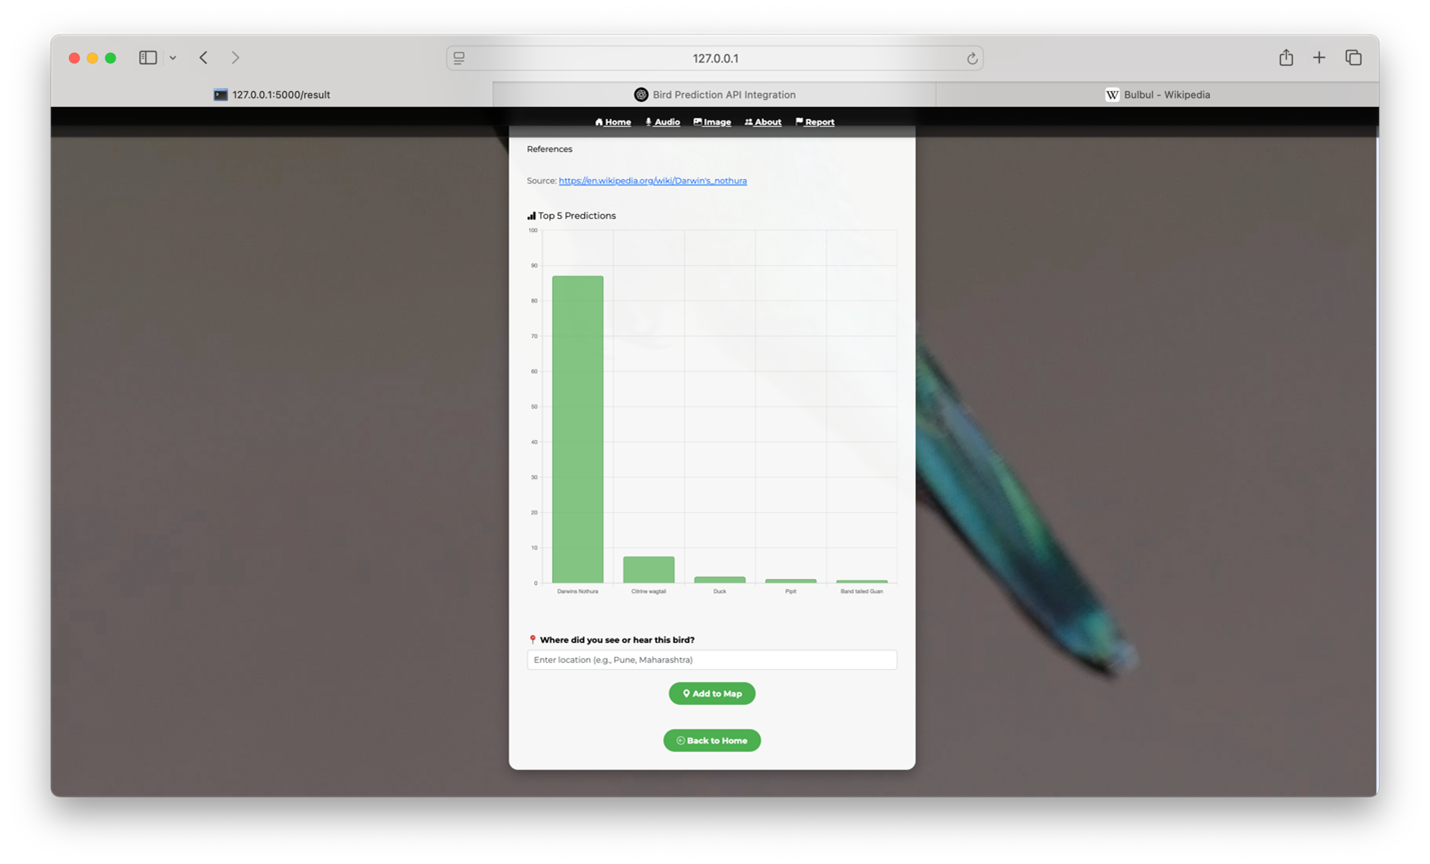 127.0.0.1
127.0.0.1:5000/result
Bird Prediction API Integration
W Bulbul - Wikipedia
Home Audio Image About Report
References
Source: https://en.wikipedia.org/wiki/Darwin's_nothura
Top 5 Predictions
100
90
80
70
60
50
40
30
20
10
0
Darwins Nothura Citrine wagtail Duck Pipit Band tailed Guan
Where did you see or hear this bird?
Enter location (e.g., Pune, Maharashtra)
Add to Map
Back to Home